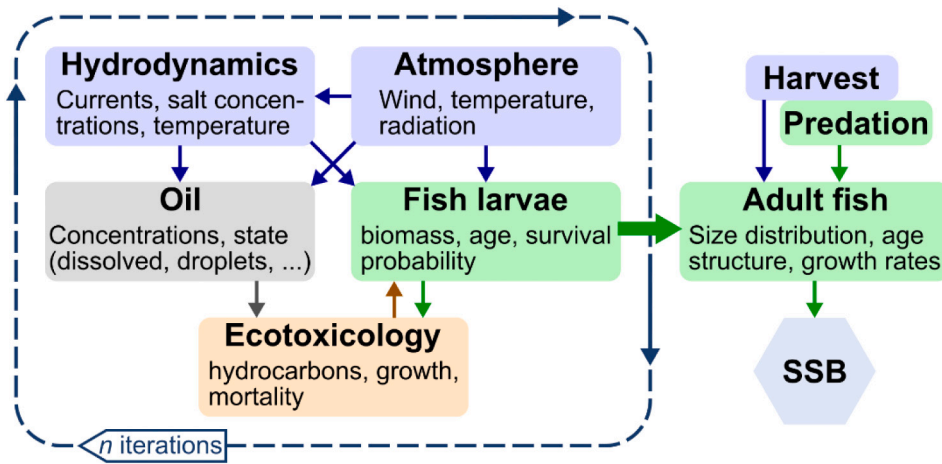 Hydrodynamics
Currents, salt concen-
trations, temperature
Atmosphere
Wind, temperature,
radiation
Harvest
Predation
Oil
Concentrations, state
(dissolved, droplets, ...)
Fish larvae
biomass, age, survival
probability
Adult fish
Size distribution, age
structure, growth rates
Ecotoxicology
hydrocarbons, growth,
mortality
SSB
n iterations